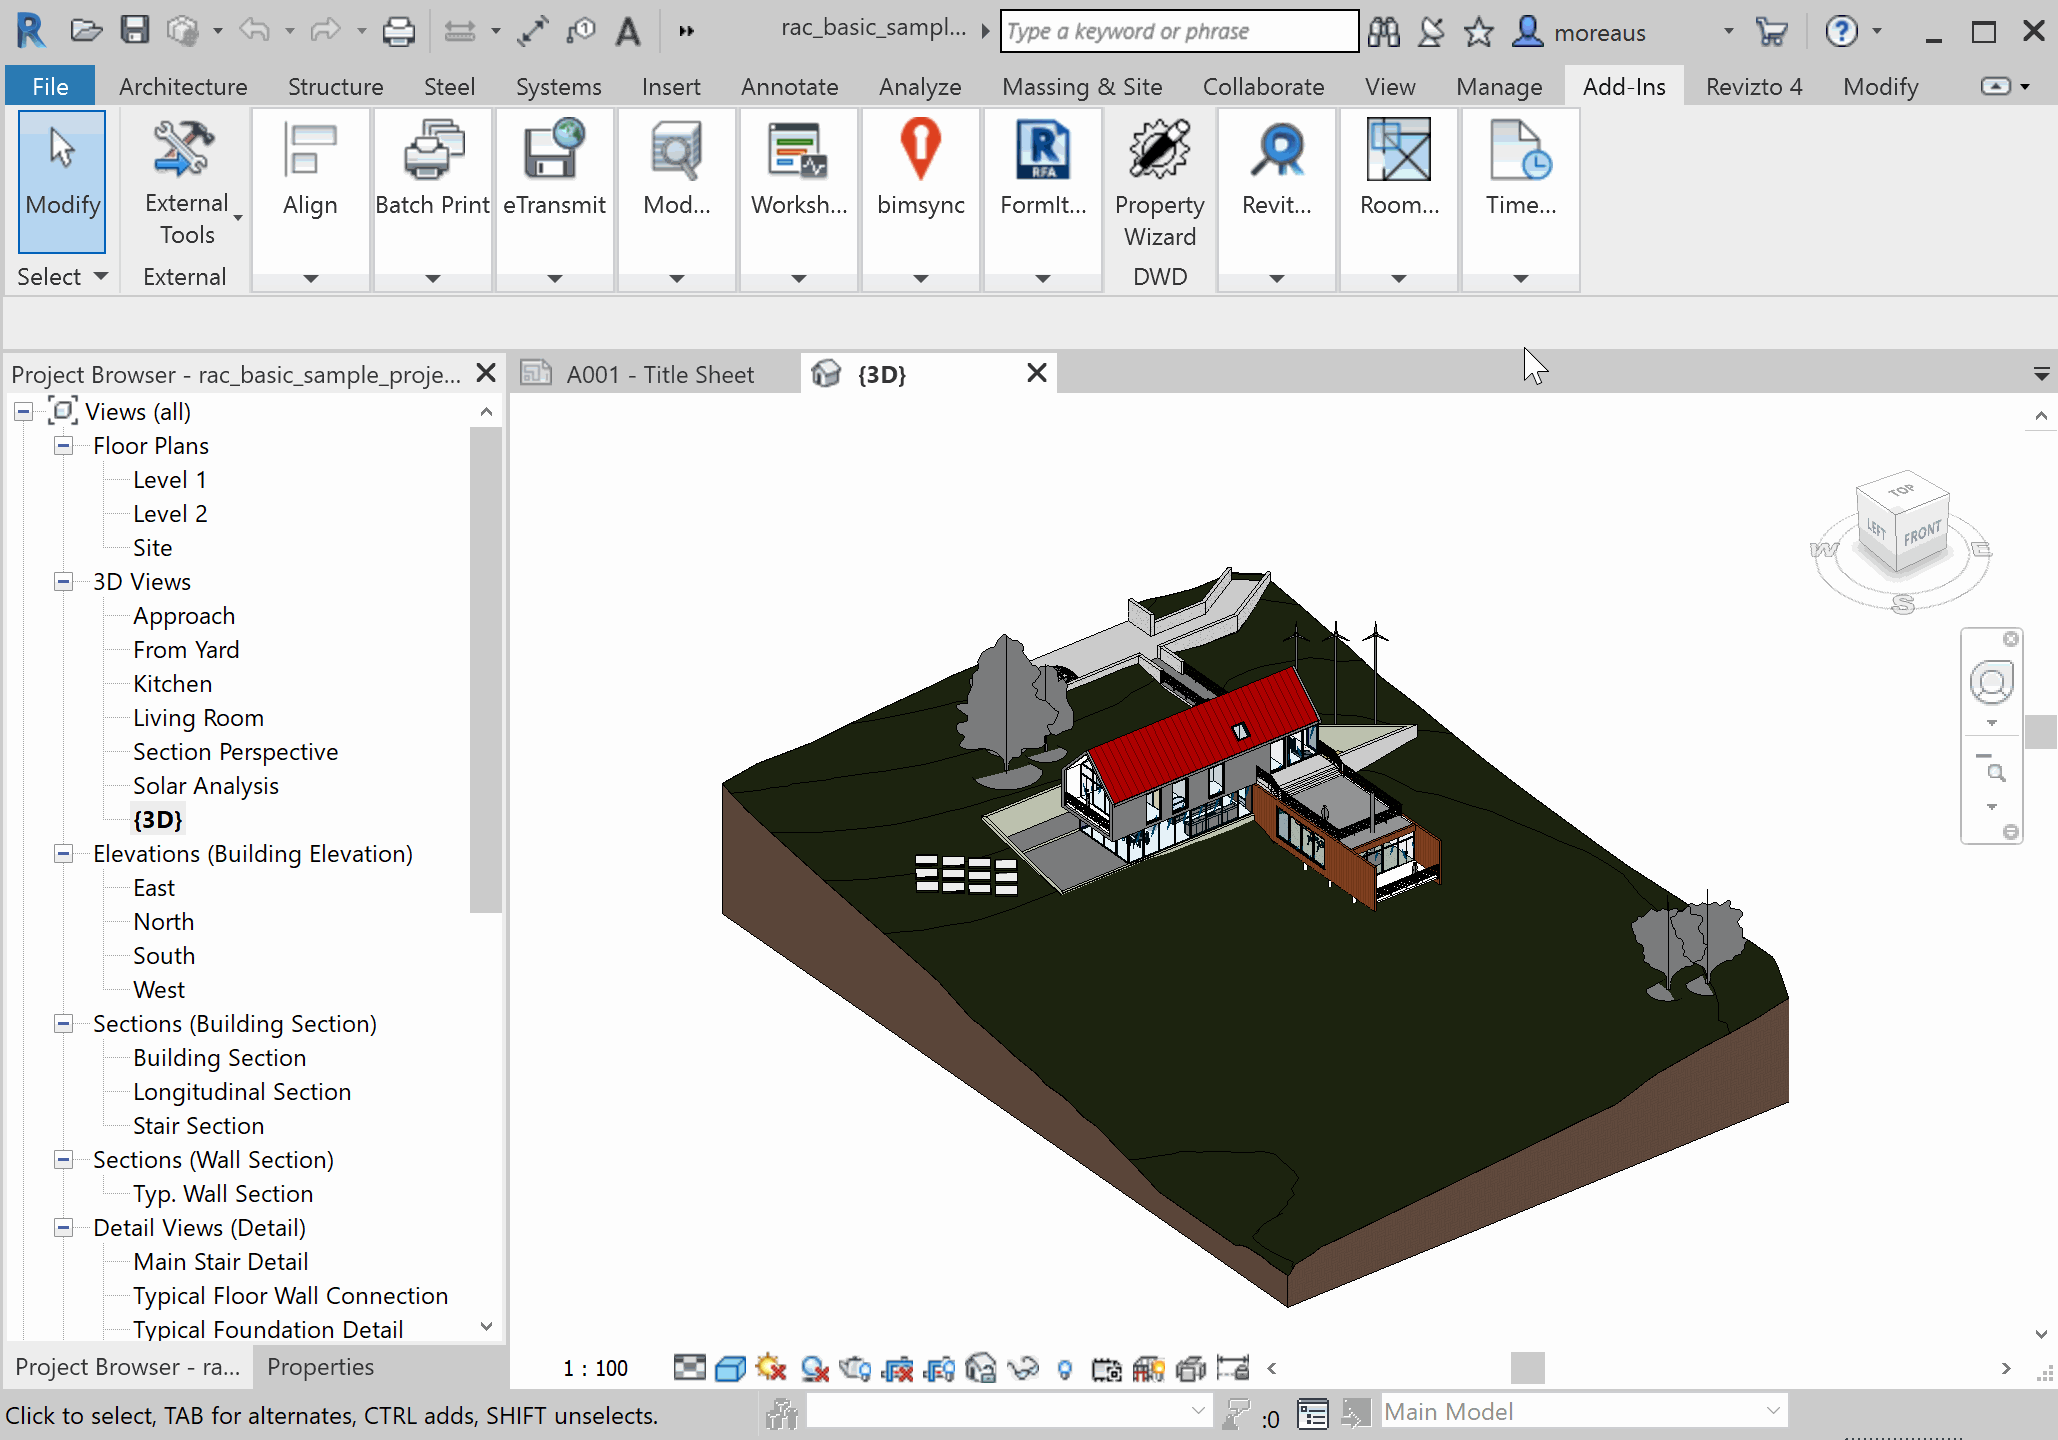 rac_basic_sampl...
Type a keyword or phrase
moreaus
File Architecture Structure Steel Systems Insert Annotate Analyze Massing & Site Collaborate View Manage Add-Ins Revizto 4 Modify
Modify
External Tools
Align
Batch Print
eTransmit
Mod...
Worksh...
bimsync
RFA
FormIt...
Property Wizard
Revit...
Room...
Time...
Select
External
DWD
Project Browser - rac_basic_sample_proje...
A001 - Title Sheet
{3D}
Views (all)
Floor Plans
Level 1
Level 2
Site
3D Views
Approach
From Yard
Kitchen
Living Room
Section Perspective
Solar Analysis
{3D}
Elevations (Building Elevation)
East
North
South
West
Sections (Building Section)
Building Section
Longitudinal Section
Stair Section
Sections (Wall Section)
Typ. Wall Section
Detail Views (Detail)
Main Stair Detail
Typical Floor Wall Connection
Typical Foundation Detail
TOP
LEFT
FRONT
W
E
S
Project Browser - ra...
Properties
1 : 100
Click to select, TAB for alternates, CTRL adds, SHIFT unselects.
:0
Main Model